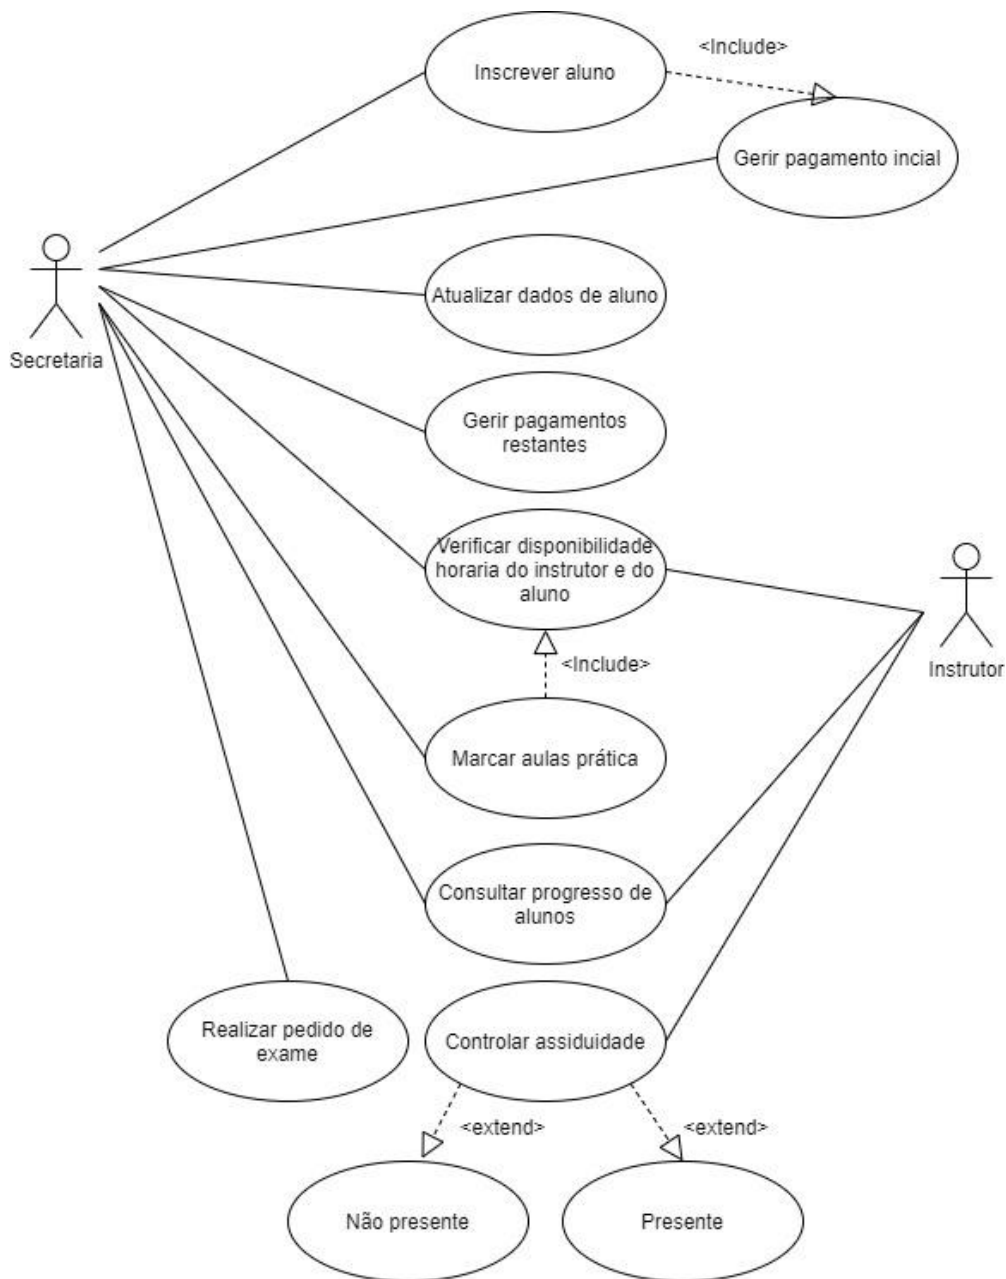 Inscrever aluno
<Include>
Gerir pagamento incial
Secretaria
Atualizar dados de aluno
Gerir pagamentos
restantes
Verificar disponibilidade
horaria do instrutor e do
aluno
Instrutor
<Include>
Marcar aulas prática
Consultar progresso de
alunos
Realizar pedido de
exame
Controlar assiduidade
<extend>
<extend>
Não presente
Presente